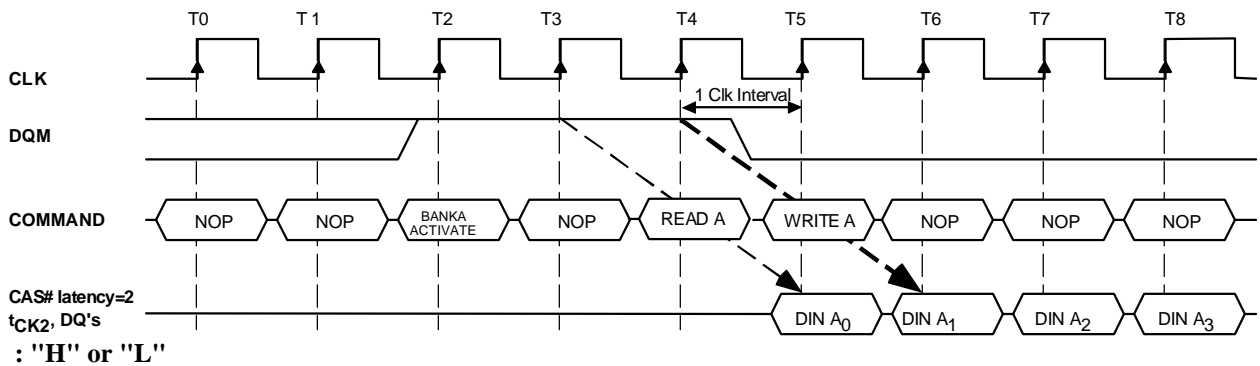 T0 T1 T2 T3 T4 T5 T6 T7 T8
CLK
1 Clk Interval
DQM
COMMAND NOP NOP BANKA ACTIVATE NOP READ A WRITE A NOP NOP NOP
CAS# latency=2
tCK2, DQ's DIN A0 DIN A1 DIN A2 DIN A3
: "H" or "L"